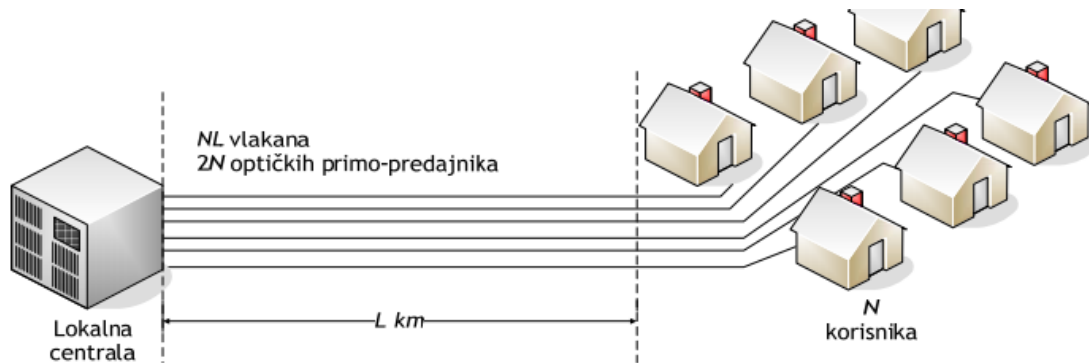 NL vlakana
2N optičkih primo-predajnika
L km
Lokalna
centrala
N
korisnika